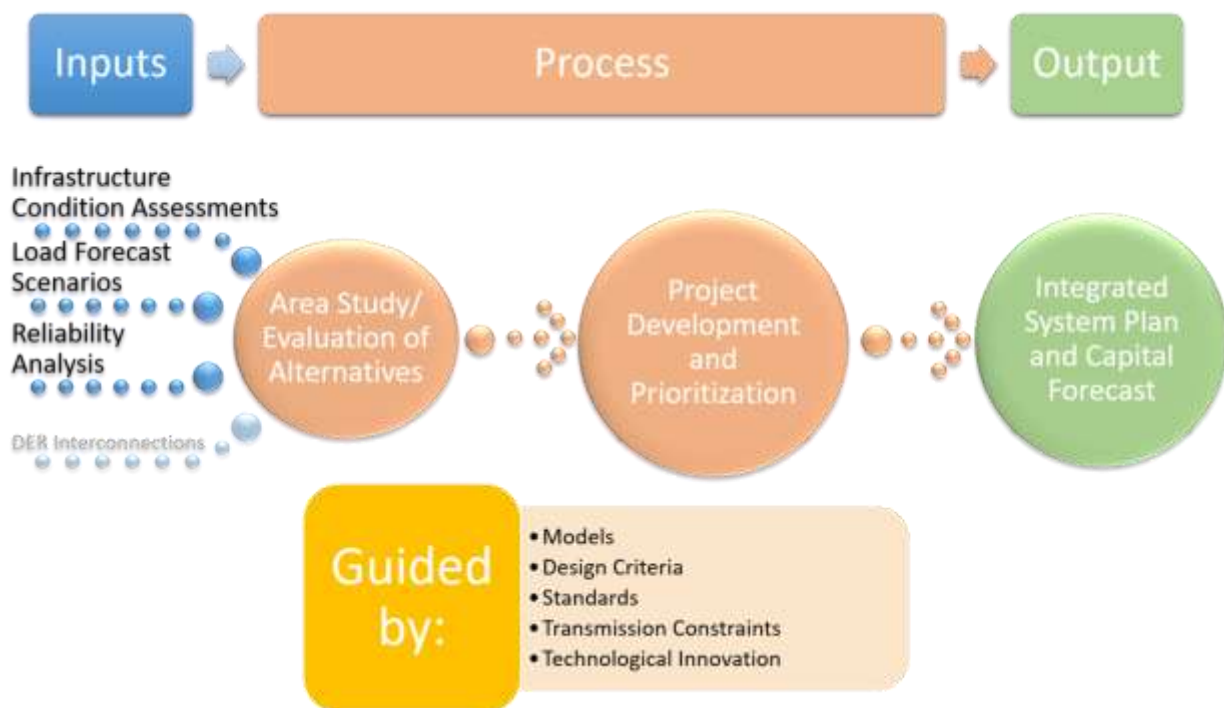 Inputs
Process
Output
Infrastructure
Condition Assessments
Load Forecast
Scenarios
Reliability
Analysis
DER Interconnections
Area Study/
Evaluation of
Alternatives
Project
Development
and
Prioritization
Integrated
System Plan
and Capital
Forecast
Guided
by:
• Models
• Design Criteria
• Standards
• Transmission Constraints
• Technological Innovation